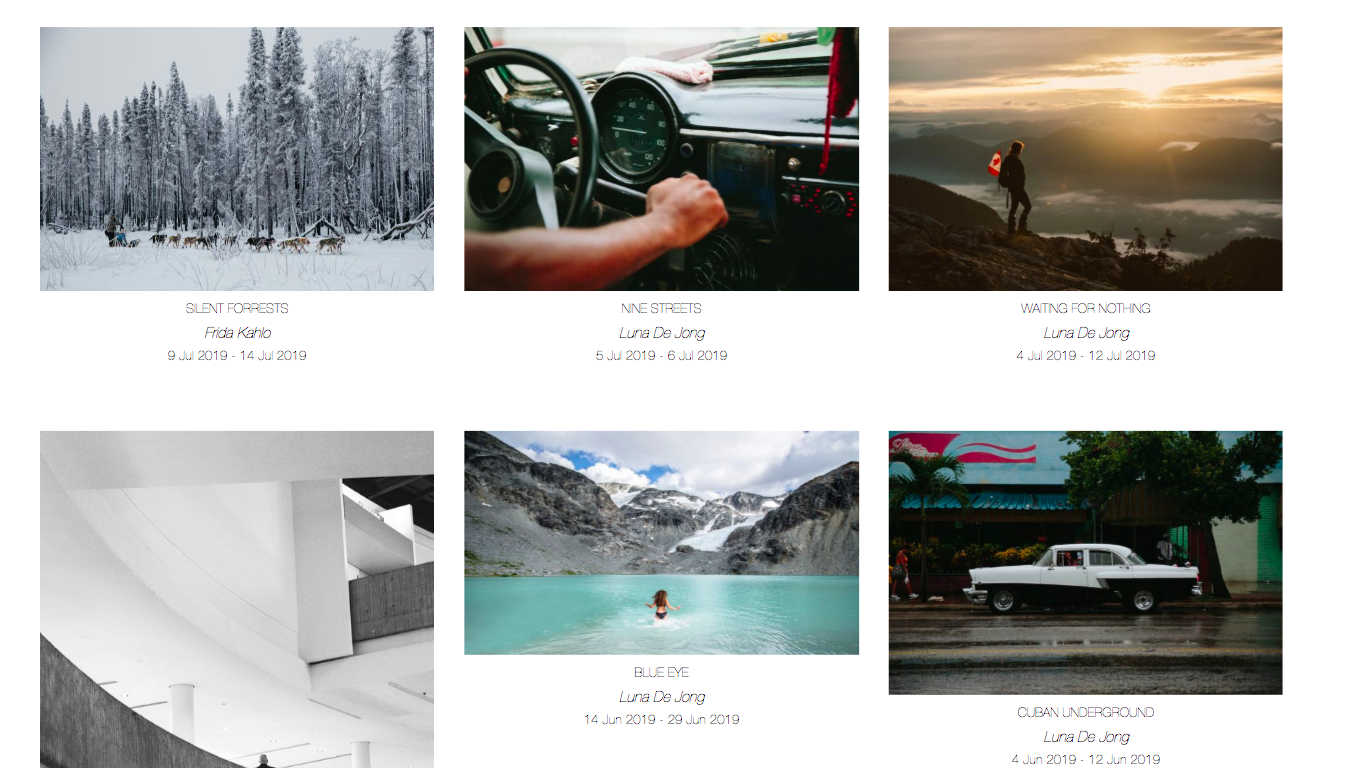 SILENT FORRESTS
Frida Kahlo
9 Jul 2019 - 14 Jul 2019
NINE STREETS
Luna De Jong
5 Jul 2019 - 6 Jul 2019
WAITING FOR NOTHING
Luna De Jong
4 Jul 2019 - 12 Jul 2019
BLUE EYE
Luna De Jong
14 Jun 2019 - 29 Jun 2019
CUBAN UNDERGROUND
Luna De Jong
4 Jun 2019 - 12 Jun 2019